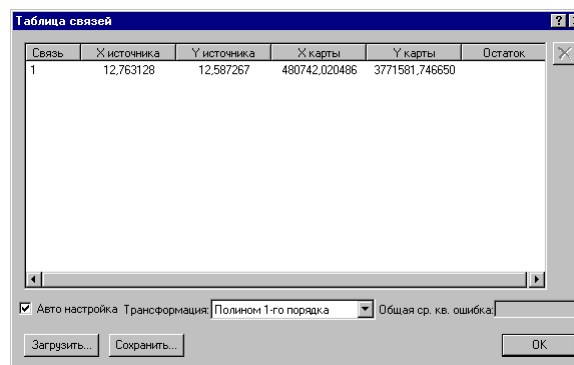 Таблица связей
Связь X источника Y источника X карты Y карты Остаток
1 12,763128 12,587267 480742,020486 3771581,746650
Авто настройка Трансформация: Полином 1-го порядка Общая ср. кв. ошибка:
Загрузить... Сохранить... OK